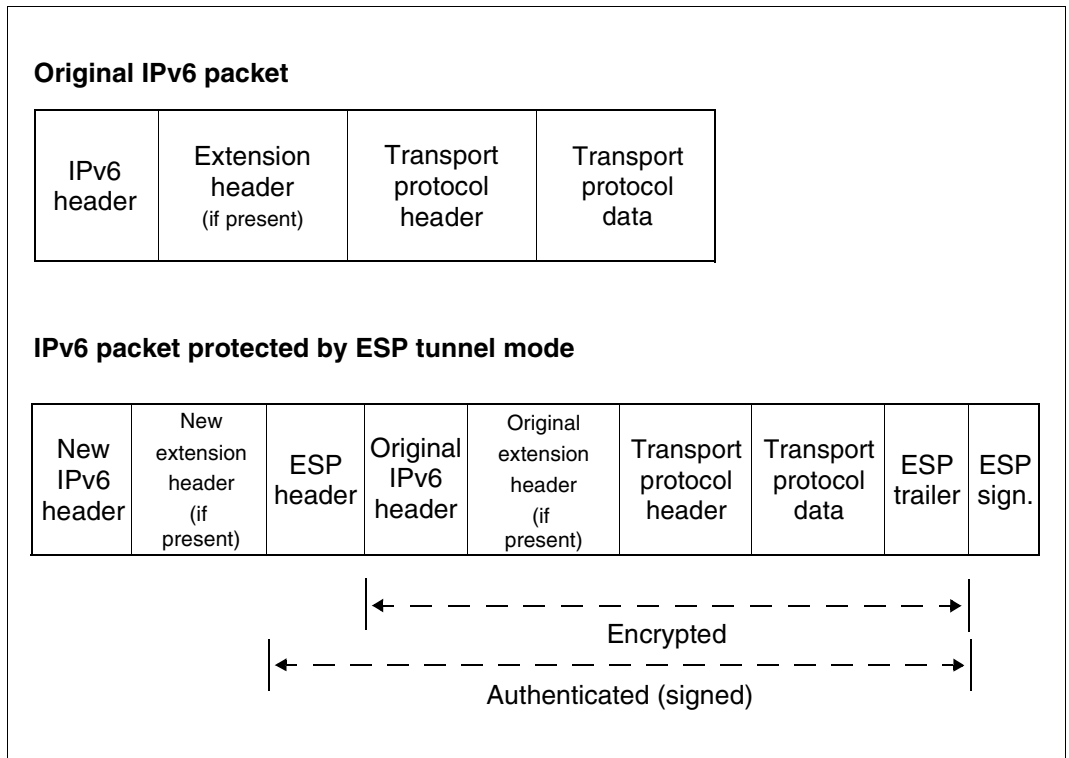 Original IPv6 packet
IPv6
header
Extension
header
(if present)
Transport
protocol
header
Transport
protocol
data
IPv6 packet protected by ESP tunnel mode
New
IPv6
header
New
extension
header
(if
present)
ESP
header
Original
IPv6
header
Original
extension
header
(if
present)
Transport
protocol
header
Transport
protocol
data
ESP
trailer
ESP
sign.
Encrypted
Authenticated (signed)